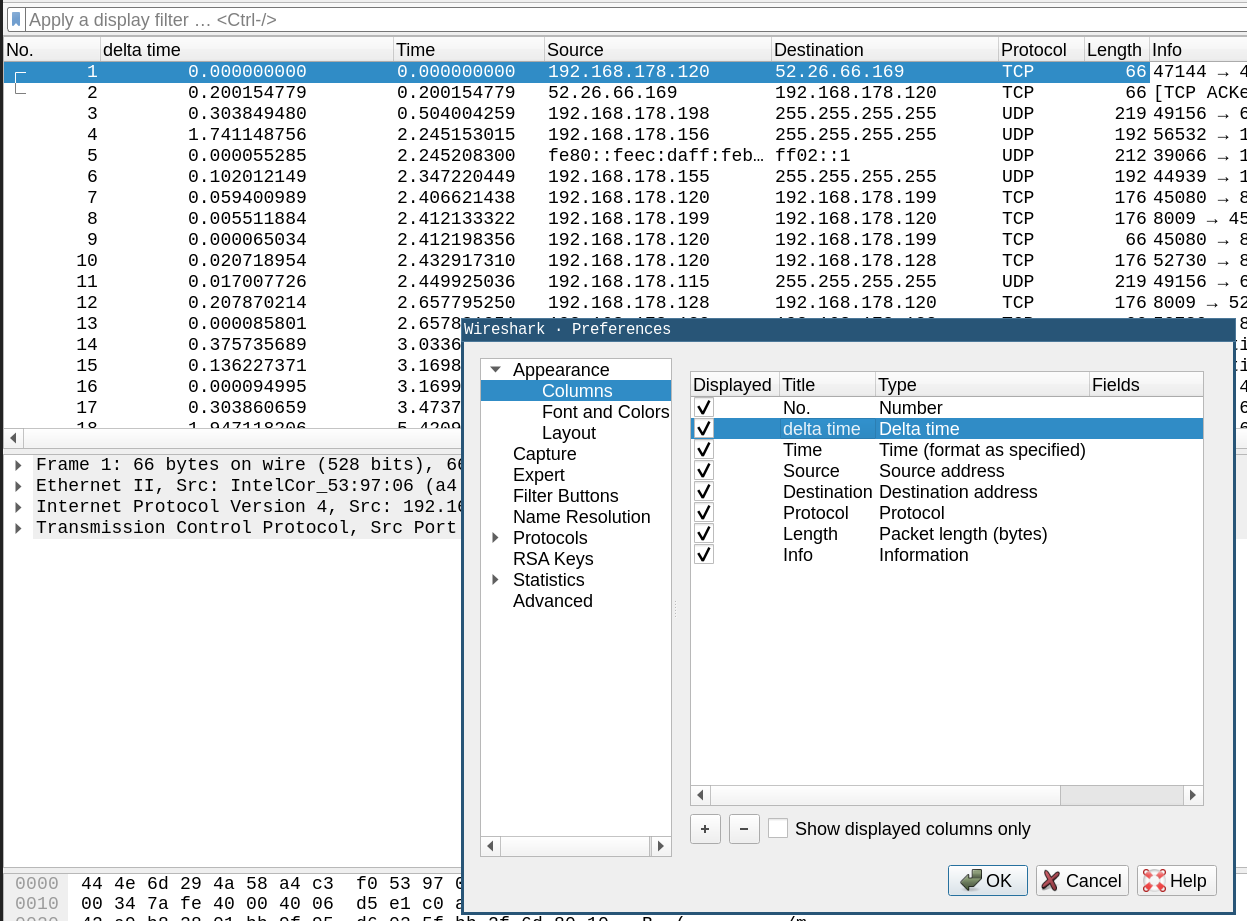 Apply a display filter … <Ctrl-/>
No. delta time Time Source Destination Protocol Length Info
1 0.000000000 0.000000000 192.168.178.120 52.26.66.169 TCP 66 47144 → 4
2 0.200154779 0.200154779 52.26.66.169 192.168.178.120 TCP 66 [TCP ACKe
3 0.303849480 0.504004259 192.168.178.198 255.255.255.255 UDP 219 49156 → 6
4 1.741148756 2.245153015 192.168.178.156 255.255.255.255 UDP 192 56532 → 1
5 0.000055285 2.245208300 fe80::feec:daff:feb… ff02::1 UDP 212 39066 → 1
6 0.102012149 2.347220449 192.168.178.155 255.255.255.255 UDP 192 44939 → 1
7 0.059400989 2.406621438 192.168.178.120 192.168.178.199 TCP 176 45080 → 8
8 0.005511884 2.412133322 192.168.178.199 192.168.178.120 TCP 176 8009 → 45
9 0.000065034 2.412198356 192.168.178.120 192.168.178.199 TCP 66 45080 → 8
10 0.020718954 2.432917310 192.168.178.120 192.168.178.128 TCP 176 52730 → 8
11 0.017007726 2.449925036 192.168.178.115 255.255.255.255 UDP 219 49156 → 6
12 0.207870214 2.657795250 192.168.178.128 192.168.178.120 TCP 176 8009 → 52
13 0.000085801 2.6578
14 0.375735689 3.0336
15 0.136227371 3.1698
16 0.000094995 3.1699
17 0.303860659 3.4737
18 1.947118206 5.4209
Frame 1: 66 bytes on wire (528 bits), 66
Ethernet II, Src: IntelCor_53:97:06 (a4
Internet Protocol Version 4, Src: 192.16
Transmission Control Protocol, Src Port
0000 44 4e 6d 29 4a 58 a4 c3 f0 53 97 0
0010 00 34 7a fe 40 00 40 06 d5 e1 c0 a
Wireshark · Preferences
Appearance
Columns
Font and Colors
Layout
Capture
Expert
Filter Buttons
Name Resolution
Protocols
RSA Keys
Statistics
Advanced
Displayed Title Type Fields
No. Number
delta time Delta time
Time Time (format as specified)
Source Source address
Destination Destination address
Protocol Protocol
Length Packet length (bytes)
Info Information
+ − Show displayed columns only
OK Cancel Help